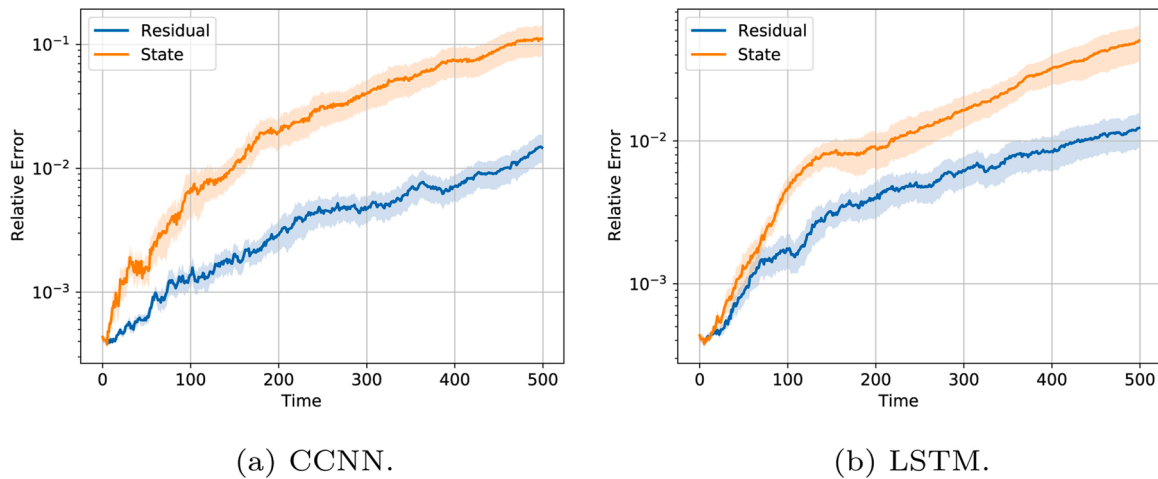 Residual
State
Relative Error
10⁻¹
10⁻²
10⁻³
0 100 200 300 400 500
Time
(a) CCNN.
Residual
State
Relative Error
10⁻²
10⁻³
0 100 200 300 400 500
Time
(b) LSTM.